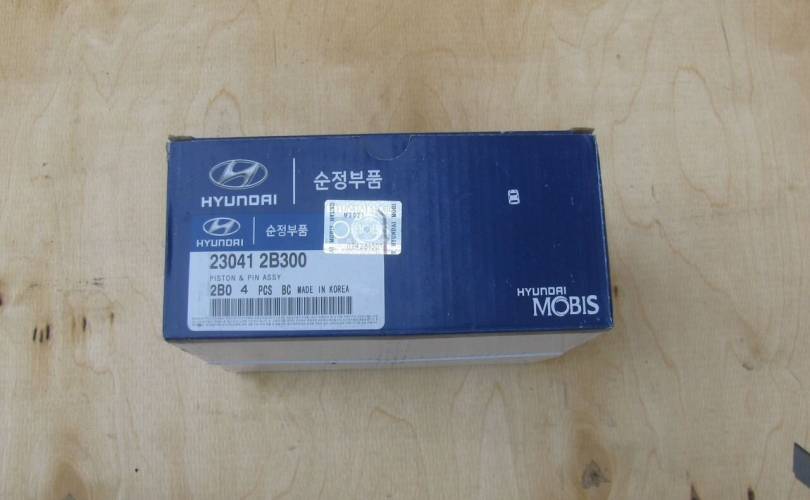 HYUNDAI 순정부품
HYUNDAI 순정부품
23041 2B300
PISTON & PIN ASSY
2B0 4 PCS BC MADE IN KOREA
HYUNDAI
MOBIS